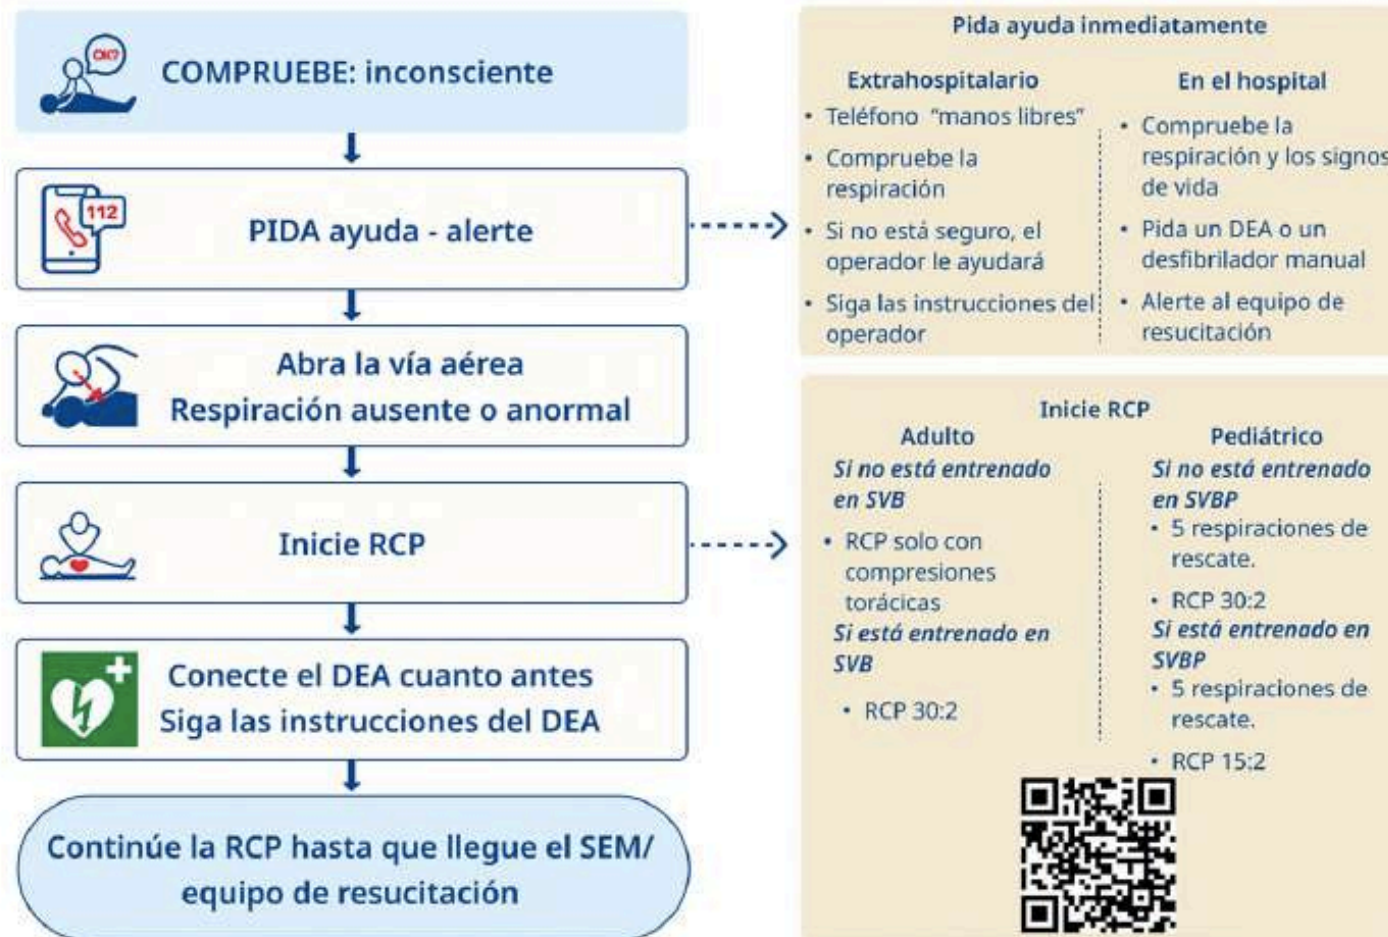 OK?
COMPRUEBE: inconsciente
112
PIDA ayuda - alerte
Abra la vía aérea
Respiración ausente o anormal
Inicie RCP
Conecte el DEA cuanto antes
Siga las instrucciones del DEA
Continúe la RCP hasta que llegue el SEM/
equipo de resucitación
Pida ayuda inmediatamente
Extrahospitalario
• Teléfono "manos libres"
• Compruebe la
respiración
• Si no está seguro, el
operador le ayudará
• Siga las instrucciones del
operador
En el hospital
• Compruebe la
respiración y los signos
de vida
• Pida un DEA o un
desfibrilador manual
• Alerte al equipo de
resucitación
Inicie RCP
Adulto
Si no está entrenado
en SVB
• RCP solo con
compresiones
torácicas
Si está entrenado en
SVB
• RCP 30:2
Pediátrico
Si no está entrenado
en SVBP
• 5 respiraciones de
rescate.
• RCP 30:2
Si está entrenado en
SVBP
• 5 respiraciones de
rescate.
• RCP 15:2